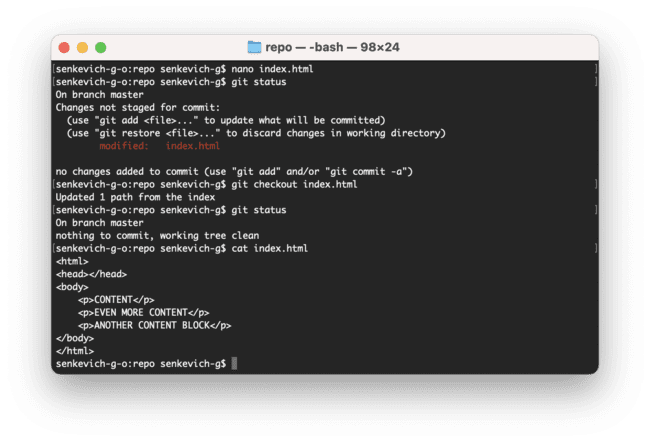 repo — -bash — 98×24
[senkevich-g-o:repo senkevich-g$ nano index.html ]
[senkevich-g-o:repo senkevich-g$ git status ]
On branch master
Changes not staged for commit:
  (use "git add <file>..." to update what will be committed)
  (use "git restore <file>..." to discard changes in working directory)
        modified:   index.html

no changes added to commit (use "git add" and/or "git commit -a")
[senkevich-g-o:repo senkevich-g$ git checkout index.html ]
Updated 1 path from the index
[senkevich-g-o:repo senkevich-g$ git status ]
On branch master
nothing to commit, working tree clean
[senkevich-g-o:repo senkevich-g$ cat index.html ]
<html>
<head></head>
<body>
    <p>CONTENT</p>
    <p>EVEN MORE CONTENT</p>
    <p>ANOTHER CONTENT BLOCK</p>
</body>
</html>
senkevich-g-o:repo senkevich-g$